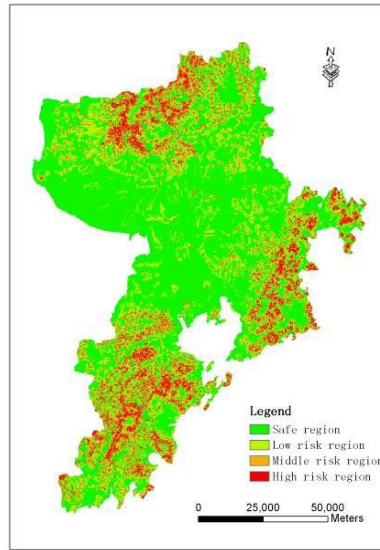 N
Legend
Safe region
Low risk region
Middle risk region
High risk region
0 25,000 50,000
Meters